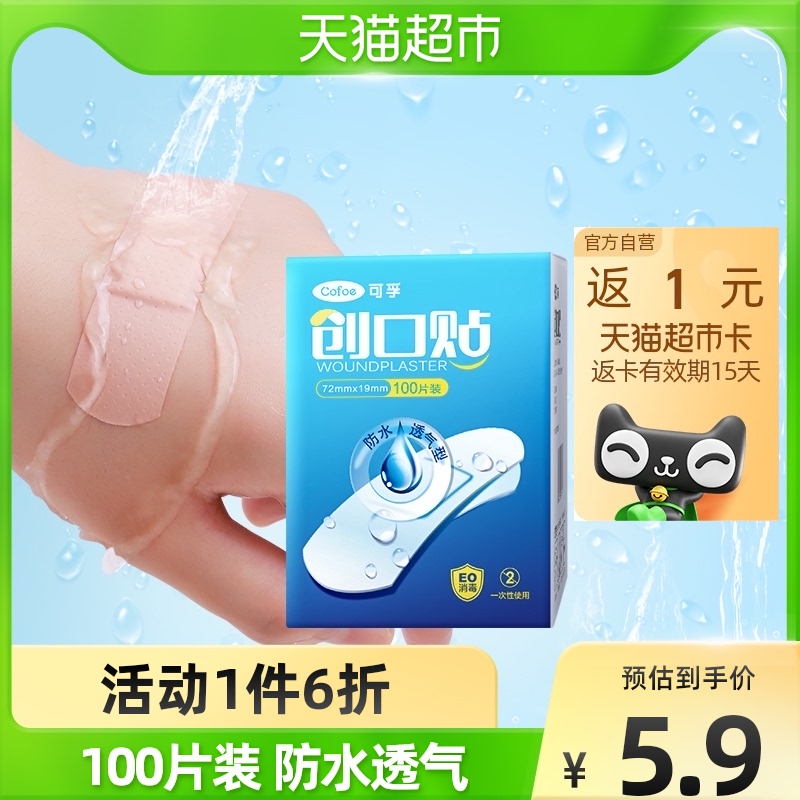 天猫超市
官方自营
返 1 元
天猫超市卡
返卡有效期15天
Cofoe 可孚
创口贴
WOUNDPLASTER
72mmx19mm 100片装
防水 透气型
EO
消毒
2
一次性使用
活动1件6折
100片装 防水透气
预估到手价
¥ 5.9